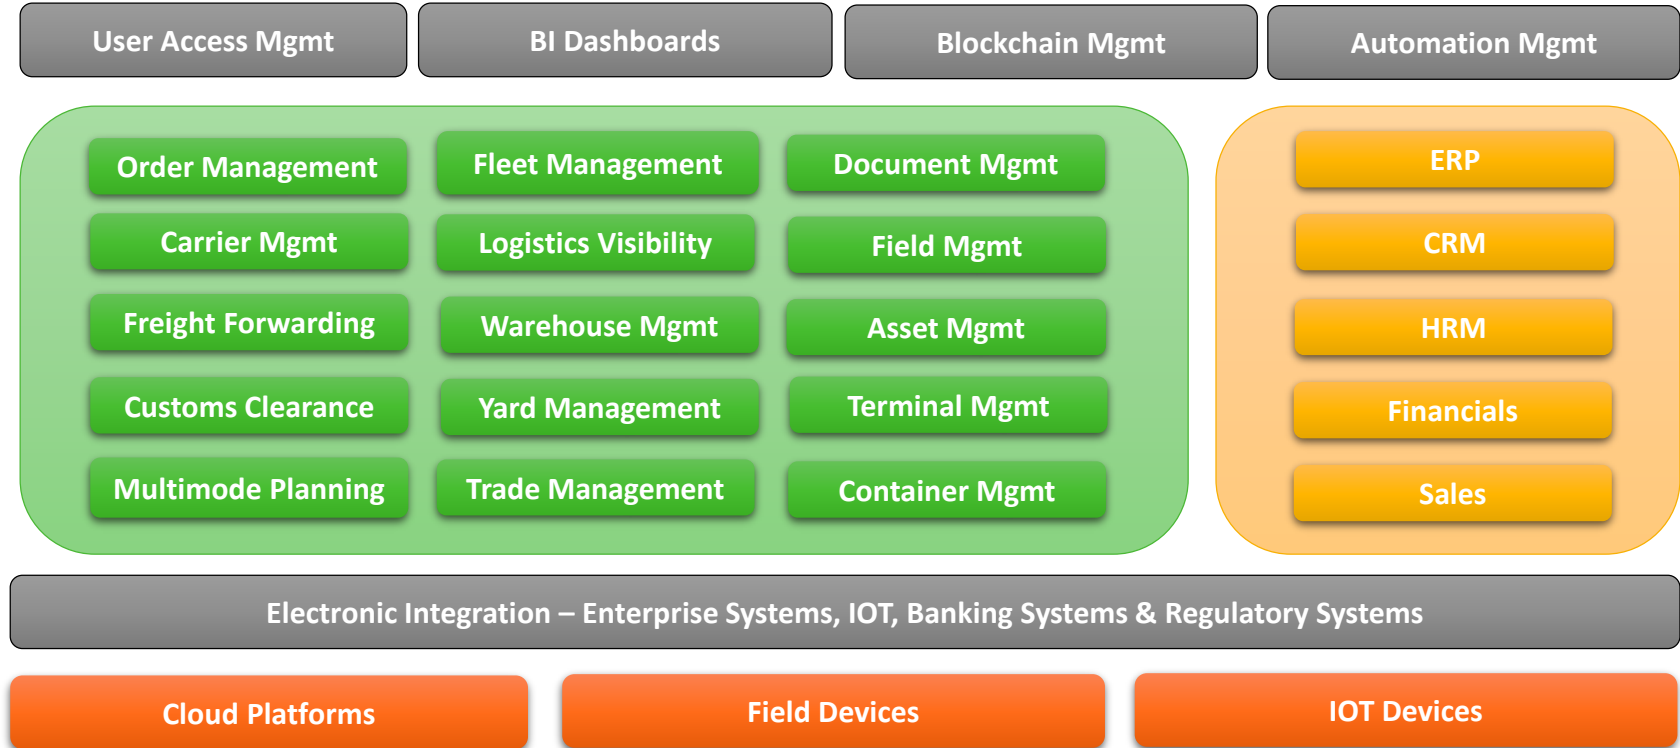 User Access Mgmt
BI Dashboards
Blockchain Mgmt
Automation Mgmt
Order Management
Fleet Management
Document Mgmt
ERP
Carrier Mgmt
Logistics Visibility
Field Mgmt
CRM
Freight Forwarding
Warehouse Mgmt
Asset Mgmt
HRM
Customs Clearance
Yard Management
Terminal Mgmt
Financials
Multimode Planning
Trade Management
Container Mgmt
Sales
Electronic Integration – Enterprise Systems, IOT, Banking Systems & Regulatory Systems
Cloud Platforms
Field Devices
IOT Devices